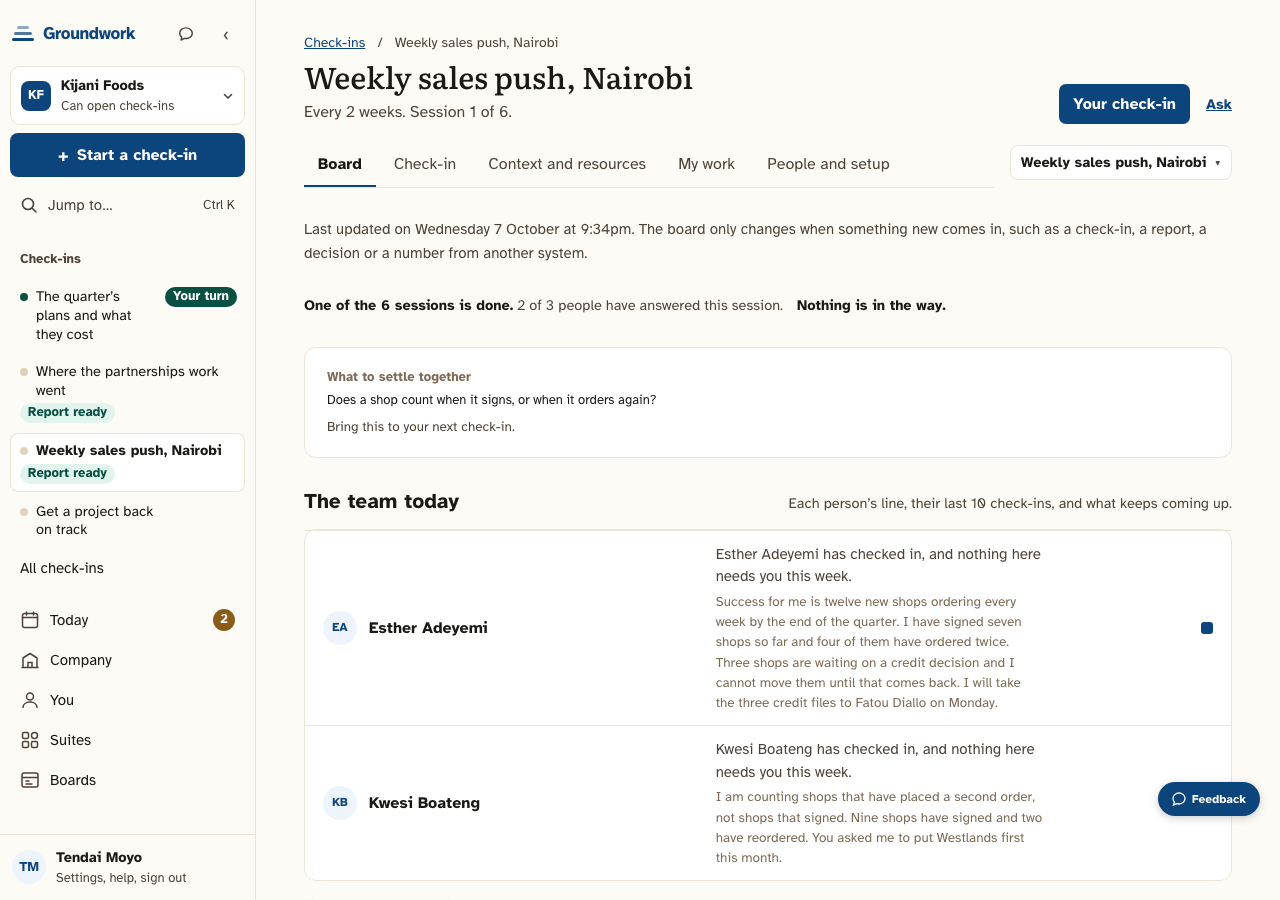 Groundwork
KF
Kijani Foods
Can open check-ins
+ Start a check-in
Jump to...
Ctrl K
Check-ins
The quarter's
plans and what
they cost
Your turn
Where the partnerships work
went
Report ready
Weekly sales push, Nairobi
Report ready
Get a project back
on track
All check-ins
Today
2
Company
You
Suites
Boards
TM
Tendai Moyo
Settings, help, sign out
Check-ins / Weekly sales push, Nairobi
Weekly sales push, Nairobi
Every 2 weeks. Session 1 of 6.
Your check-in
Ask
Board
Check-in
Context and resources
My work
People and setup
Weekly sales push, Nairobi
Last updated on Wednesday 7 October at 9:34pm. The board only changes when something new comes in, such as a check-in, a report, a
decision or a number from another system.
One of the 6 sessions is done. 2 of 3 people have answered this session. Nothing is in the way.
What to settle together
Does a shop count when it signs, or when it orders again?
Bring this to your next check-in.
The team today
Each person's line, their last 10 check-ins, and what keeps coming up.
EA
Esther Adeyemi
Esther Adeyemi has checked in, and nothing here
needs you this week.
Success for me is twelve new shops ordering every
week by the end of the quarter. I have signed seven
shops so far and four of them have ordered twice.
Three shops are waiting on a credit decision and I
cannot move them until that comes back. I will take
the three credit files to Fatou Diallo on Monday.
KB
Kwesi Boateng
Kwesi Boateng has checked in, and nothing here
needs you this week.
I am counting shops that have placed a second order,
not shops that signed. Nine shops have signed and two
have reordered. You asked me to put Westlands first
this month.
Feedback